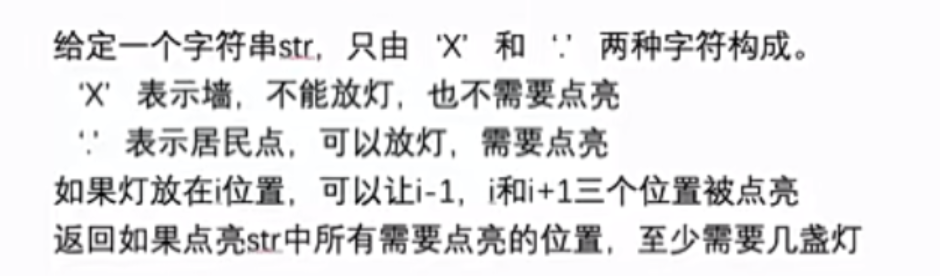 给定一个字符串str，只由 ‘X’ 和 ‘.’ 两种字符构成。
‘X’ 表示墙，不能放灯，也不需要点亮
‘.’ 表示居民点，可以放灯，需要点亮
如果灯放在i位置，可以让i-1，i和i+1三个位置被点亮
返回如果点亮str中所有需要点亮的位置，至少需要几盏灯